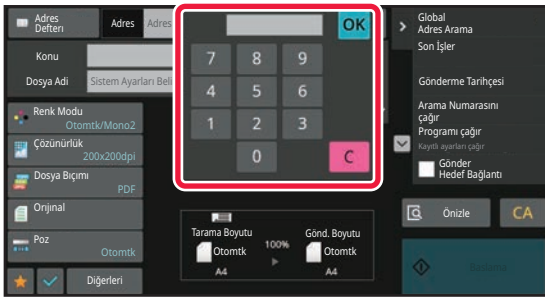 Adres
Defteri
Adres
Adres
OK
Konu
Dosya Adi
Sistem Ayarları Beli
7 8 9
4 5 6
1 2 3
0 C
Renk Modu
Otomtk/Mono2
Çözünürlük
200x200dpi
Dosya Bıçımı
PDF
Orıjınal
Poz
Otomtk
Diğerleri
Tarama Boyutu
Otomtk
A4
100%
Gönd. Boyutu
Otomtk
A4
Global
Adres Arama
Son İşler
Gönderme Tarihçesi
Arama Numarasını
çağır
Programı çağır
Kayıtlı ayarları çağır
Gönder
Hedef Bağlantı
Önizle
CA